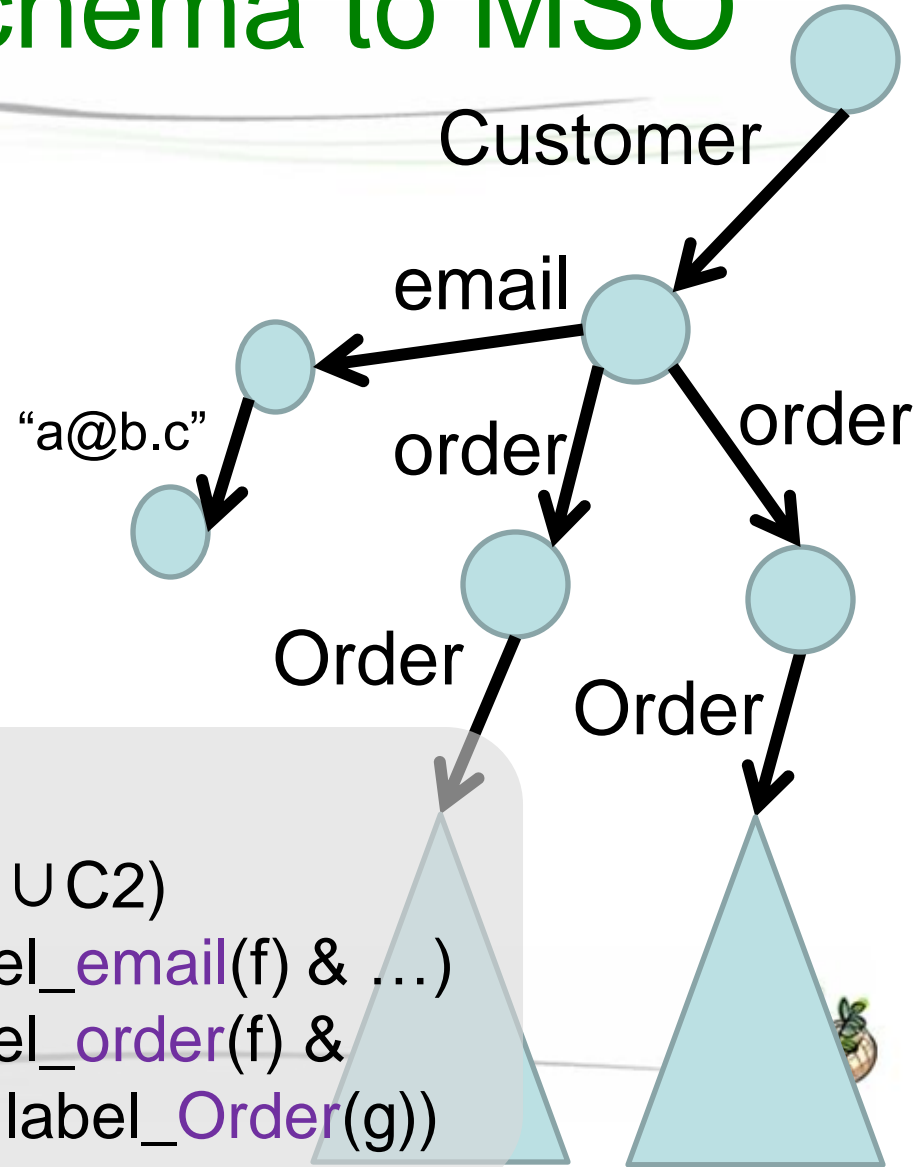 chema to MSO
Customer
email
"a@b.c"
order
order
Order
Order
∪C2)
el_email(f) & …)
el_order(f) &
label_Order(g))